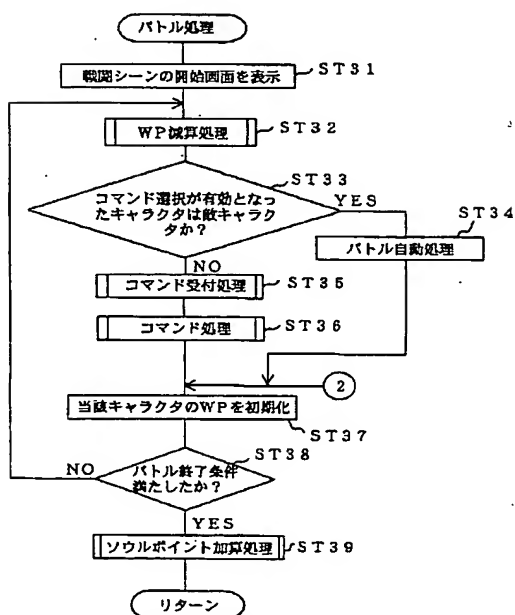 バトル処理
戦闘シーンの開始画面を表示
ST31
WP減算処理
ST32
ST33
コマンド選択が有効となっ
たキャラクタは敵キャラク
タか?
YES
ST34
バトル自動処理
NO
コマンド受付処理
ST35
コマンド処理
ST36
2
当該キャラクタのWPを初期化
ST37
ST38
バトル終了条件
満たしたか?
NO
YES
ソウルポイント加算処理
ST39
リターン